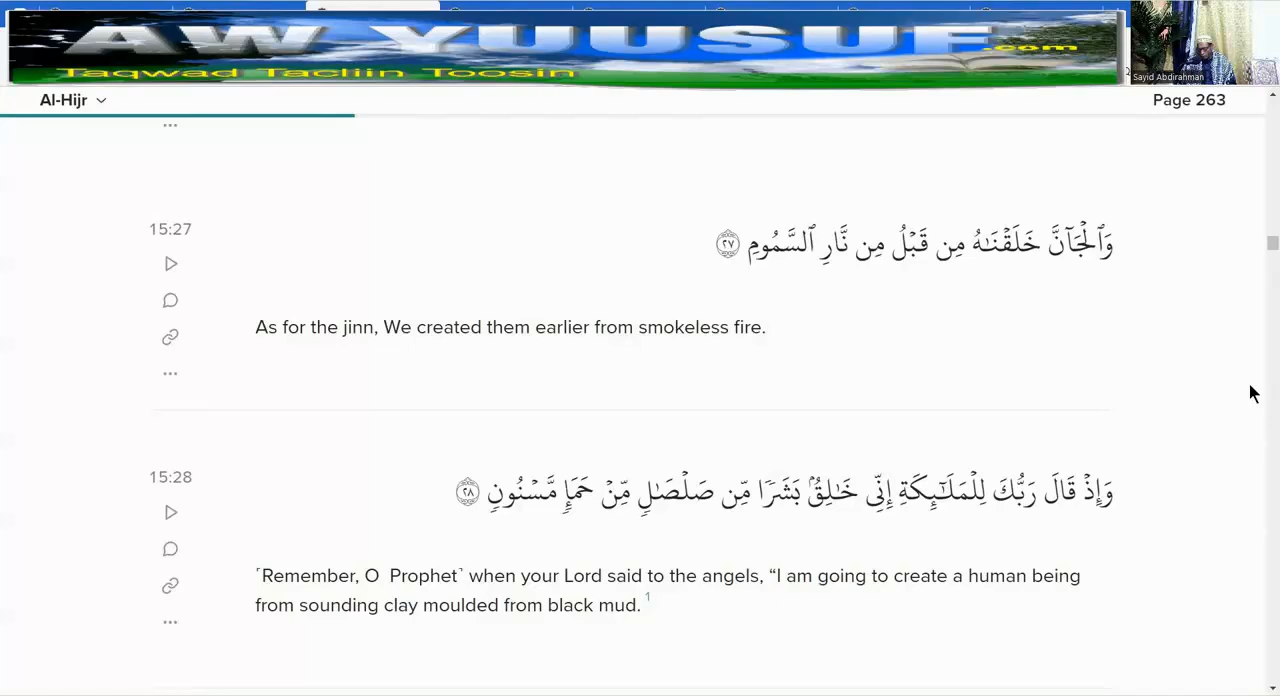 AW YUUSUF.com
Taqwad Tacliin Toosin
Sayid Abdirahman
Al-Hijr
Page 263
15:27
وَٱلْجَآنَّ خَلَقْنَـٰهُ مِن قَبْلُ مِن نَّارِ ٱلسَّمُومِ ٢٧
As for the jinn, We created them earlier from smokeless fire.
15:28
وَإِذْ قَالَ رَبُّكَ لِلْمَلَـٰٓئِكَةِ إِنِّى خَـٰلِقٌۢ بَشَرًا مِّن صَلْصَـٰلٍ مِّنْ حَمَإٍ مَّسْنُونٍ ٢٨
˹Remember, O Prophet˺ when your Lord said to the angels, “I am going to create a human being
from sounding clay moulded from black mud. 1